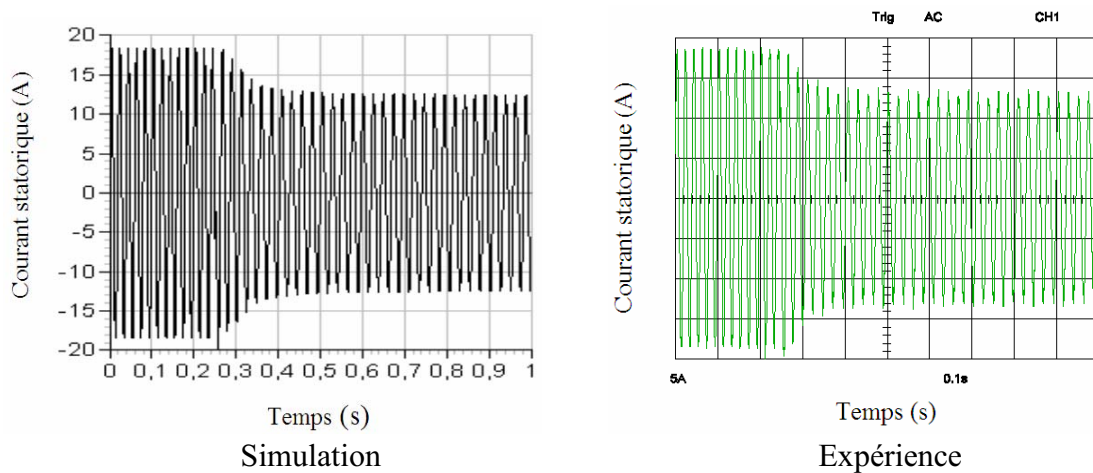 Courant statorique (A)
20
15
10
5
0
-5
-10
-15
-20
0 0,1 0,2 0,3 0,4 0,5 0,6 0,7 0,8 0,9 1
Temps (s)
Simulation
Trig AC CH1
Courant statorique (A)
5A 0.1s
Temps (s)
Expérience